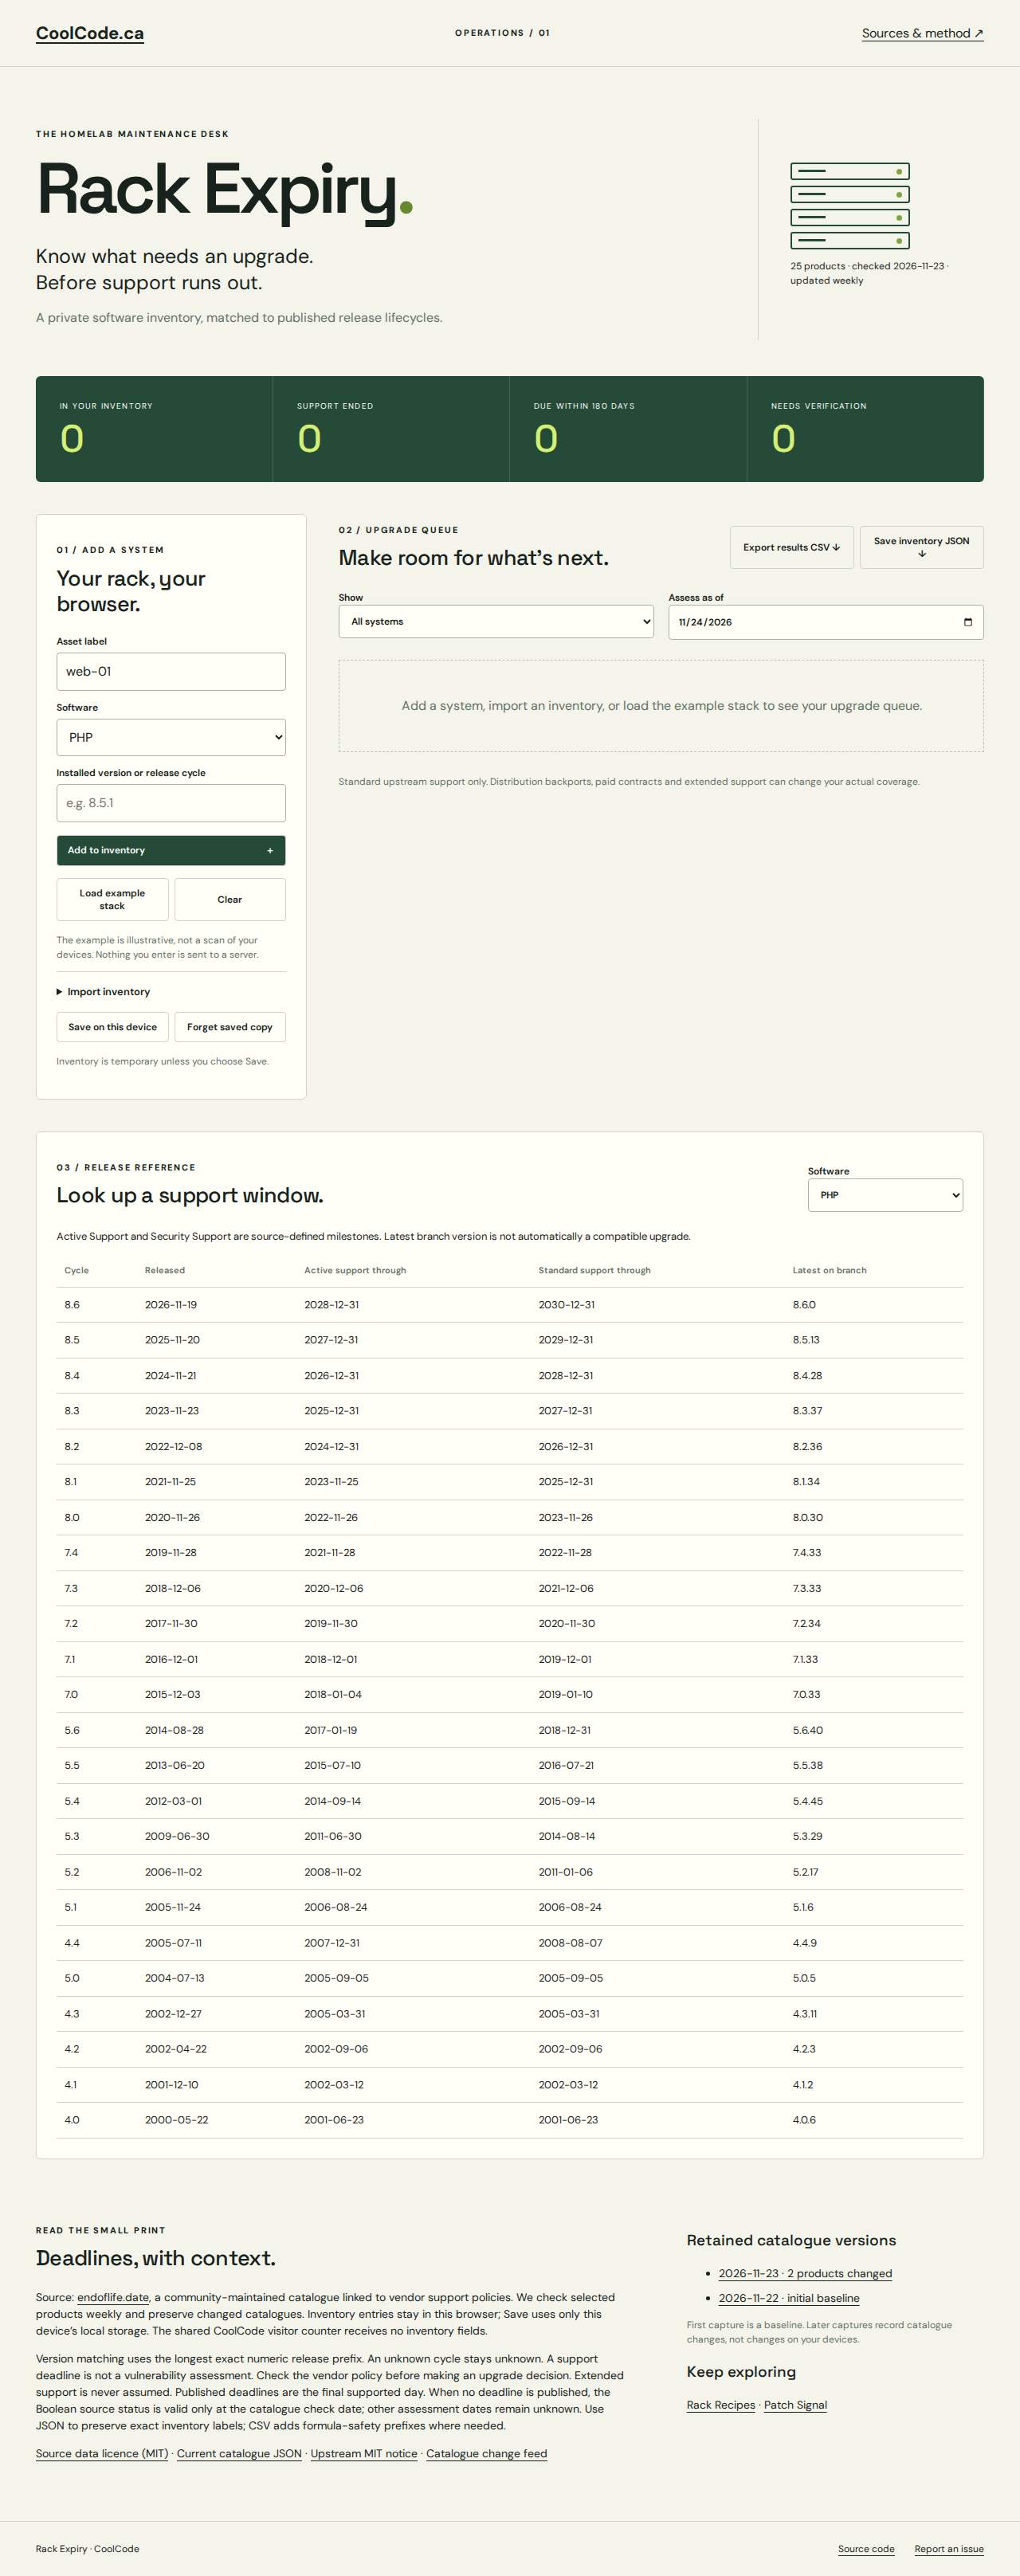 CoolCode.ca
OPERATIONS / 01
Sources & method ↗
THE HOMELAB MAINTENANCE DESK
Rack Expiry.
Know what needs an upgrade.
Before support runs out.
A private software inventory, matched to published release lifecycles.
25 products · checked 2026-11-23 ·
updated weekly
IN YOUR INVENTORY
0
SUPPORT ENDED
0
DUE WITHIN 180 DAYS
0
NEEDS VERIFICATION
0
01 / ADD A SYSTEM
Your rack, your
browser.
Asset label
web-01
Software
PHP
Installed version or release cycle
e.g. 8.5.1
Add to inventory +
Load example
stack
Clear
The example is illustrative, not a scan of your
devices. Nothing you enter is sent to a server.
▶ Import inventory
Save on this device
Forget saved copy
Inventory is temporary unless you choose Save.
02 / UPGRADE QUEUE
Make room for what’s next.
Export results CSV ↓
Save inventory JSON
↓
Show
All systems
Assess as of
11/24/2026
Add a system, import an inventory, or load the example stack to see your upgrade queue.
Standard upstream support only. Distribution backports, paid contracts and extended support can change your actual coverage.
03 / RELEASE REFERENCE
Look up a support window.
Software
PHP
Active Support and Security Support are source-defined milestones. Latest branch version is not automatically a compatible upgrade.
Cycle Released Active support through Standard support through Latest on branch
8.6 2026-11-19 2028-12-31 2030-12-31 8.6.0
8.5 2025-11-20 2027-12-31 2029-12-31 8.5.13
8.4 2024-11-21 2026-12-31 2028-12-31 8.4.28
8.3 2023-11-23 2025-12-31 2027-12-31 8.3.37
8.2 2022-12-08 2024-12-31 2026-12-31 8.2.36
8.1 2021-11-25 2023-11-25 2025-12-31 8.1.34
8.0 2020-11-26 2022-11-26 2023-11-26 8.0.30
7.4 2019-11-28 2021-11-28 2022-11-28 7.4.33
7.3 2018-12-06 2020-12-06 2021-12-06 7.3.33
7.2 2017-11-30 2019-11-30 2020-11-30 7.2.34
7.1 2016-12-01 2018-12-01 2019-12-01 7.1.33
7.0 2015-12-03 2018-01-04 2019-01-10 7.0.33
5.6 2014-08-28 2017-01-19 2018-12-31 5.6.40
5.5 2013-06-20 2015-07-10 2016-07-21 5.5.38
5.4 2012-03-01 2014-09-14 2015-09-14 5.4.45
5.3 2009-06-30 2011-06-30 2014-08-14 5.3.29
5.2 2006-11-02 2008-11-02 2011-01-06 5.2.17
5.1 2005-11-24 2006-08-24 2006-08-24 5.1.6
4.4 2005-07-11 2007-12-31 2008-08-07 4.4.9
5.0 2004-07-13 2005-09-05 2005-09-05 5.0.5
4.3 2002-12-27 2005-03-31 2005-03-31 4.3.11
4.2 2002-04-22 2002-09-06 2002-09-06 4.2.3
4.1 2001-12-10 2002-03-12 2002-03-12 4.1.2
4.0 2000-05-22 2001-06-23 2001-06-23 4.0.6
READ THE SMALL PRINT
Deadlines, with context.
Source: endoflife.date, a community-maintained catalogue linked to vendor support policies. We check selected
products weekly and preserve changed catalogues. Inventory entries stay in this browser; Save uses only this
device’s local storage. The shared CoolCode visitor counter receives no inventory fields.
Version matching uses the longest exact numeric release prefix. An unknown cycle stays unknown. A support
deadline is not a vulnerability assessment. Check the vendor policy before making an upgrade decision. Extended
support is never assumed. Published deadlines are the final supported day. When no deadline is published, the
Boolean source status is valid only at the catalogue check date; other assessment dates remain unknown. Use
JSON to preserve exact inventory labels; CSV adds formula-safety prefixes where needed.
Source data licence (MIT) · Current catalogue JSON · Upstream MIT notice · Catalogue change feed
Retained catalogue versions
• 2026-11-23 · 2 products changed
• 2026-11-22 · initial baseline
First capture is a baseline. Later captures record catalogue
changes, not changes on your devices.
Keep exploring
Rack Recipes · Patch Signal
Rack Expiry · CoolCode
Source code
Report an issue